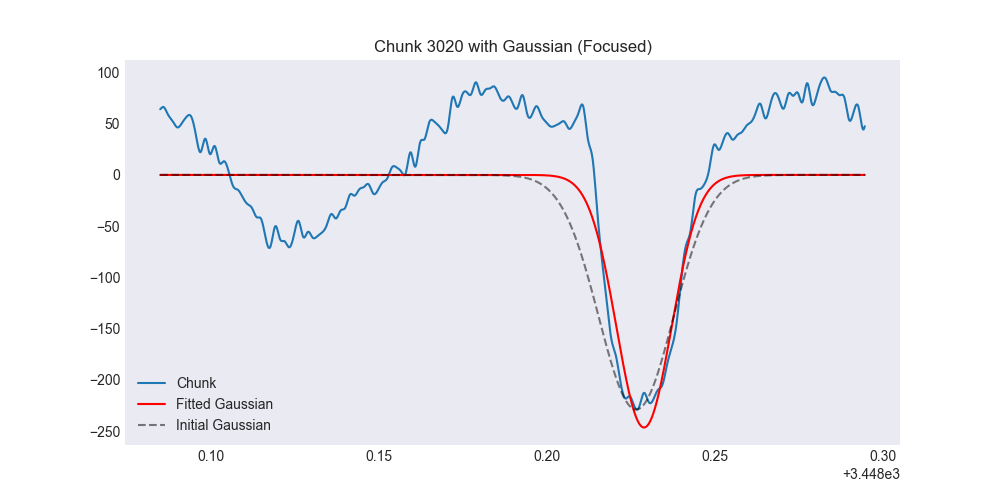 Chunk 3020 with Gaussian (Focused)
100
50
0
−50
−100
−150
−200
−250
Chunk
Fitted Gaussian
Initial Gaussian
0.10 0.15 0.20 0.25 0.30
+3.448e3